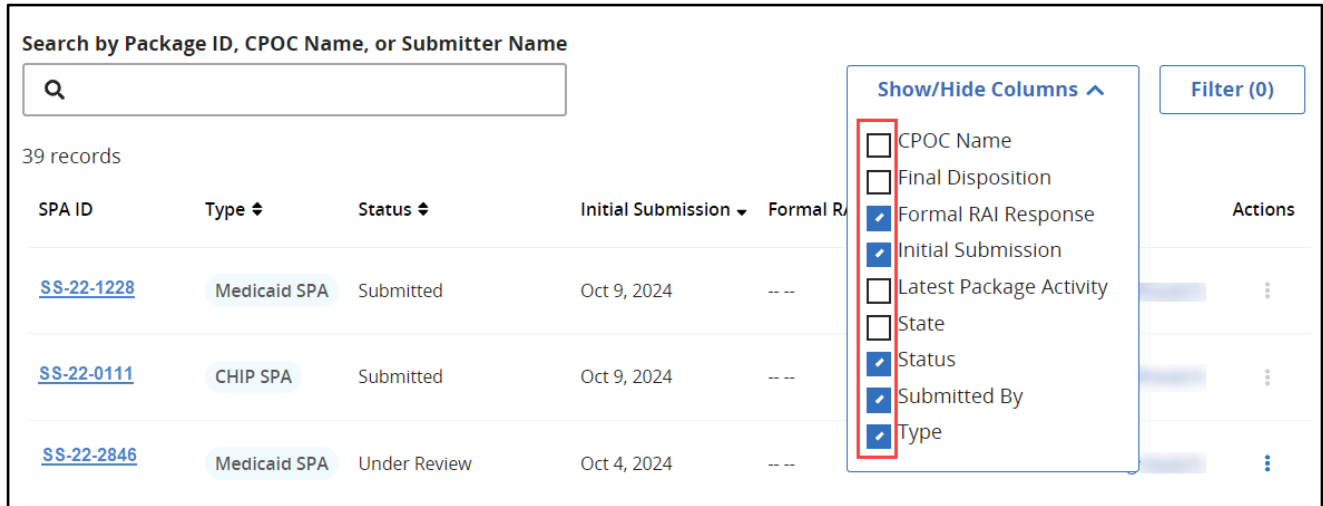 Search by Package ID, CPOC Name, or Submitter Name
Show/Hide Columns
Filter (0)
39 records
CPOC Name
Final Disposition
Formal RAI Response
Initial Submission
Latest Package Activity
State
Status
Submitted By
Type
SPA ID Type Status Initial Submission Formal Actions
SS-22-1228 Medicaid SPA Submitted Oct 9, 2024 -- --
SS-22-0111 CHIP SPA Submitted Oct 9, 2024 -- --
SS-22-2846 Medicaid SPA Under Review Oct 4, 2024 -- --